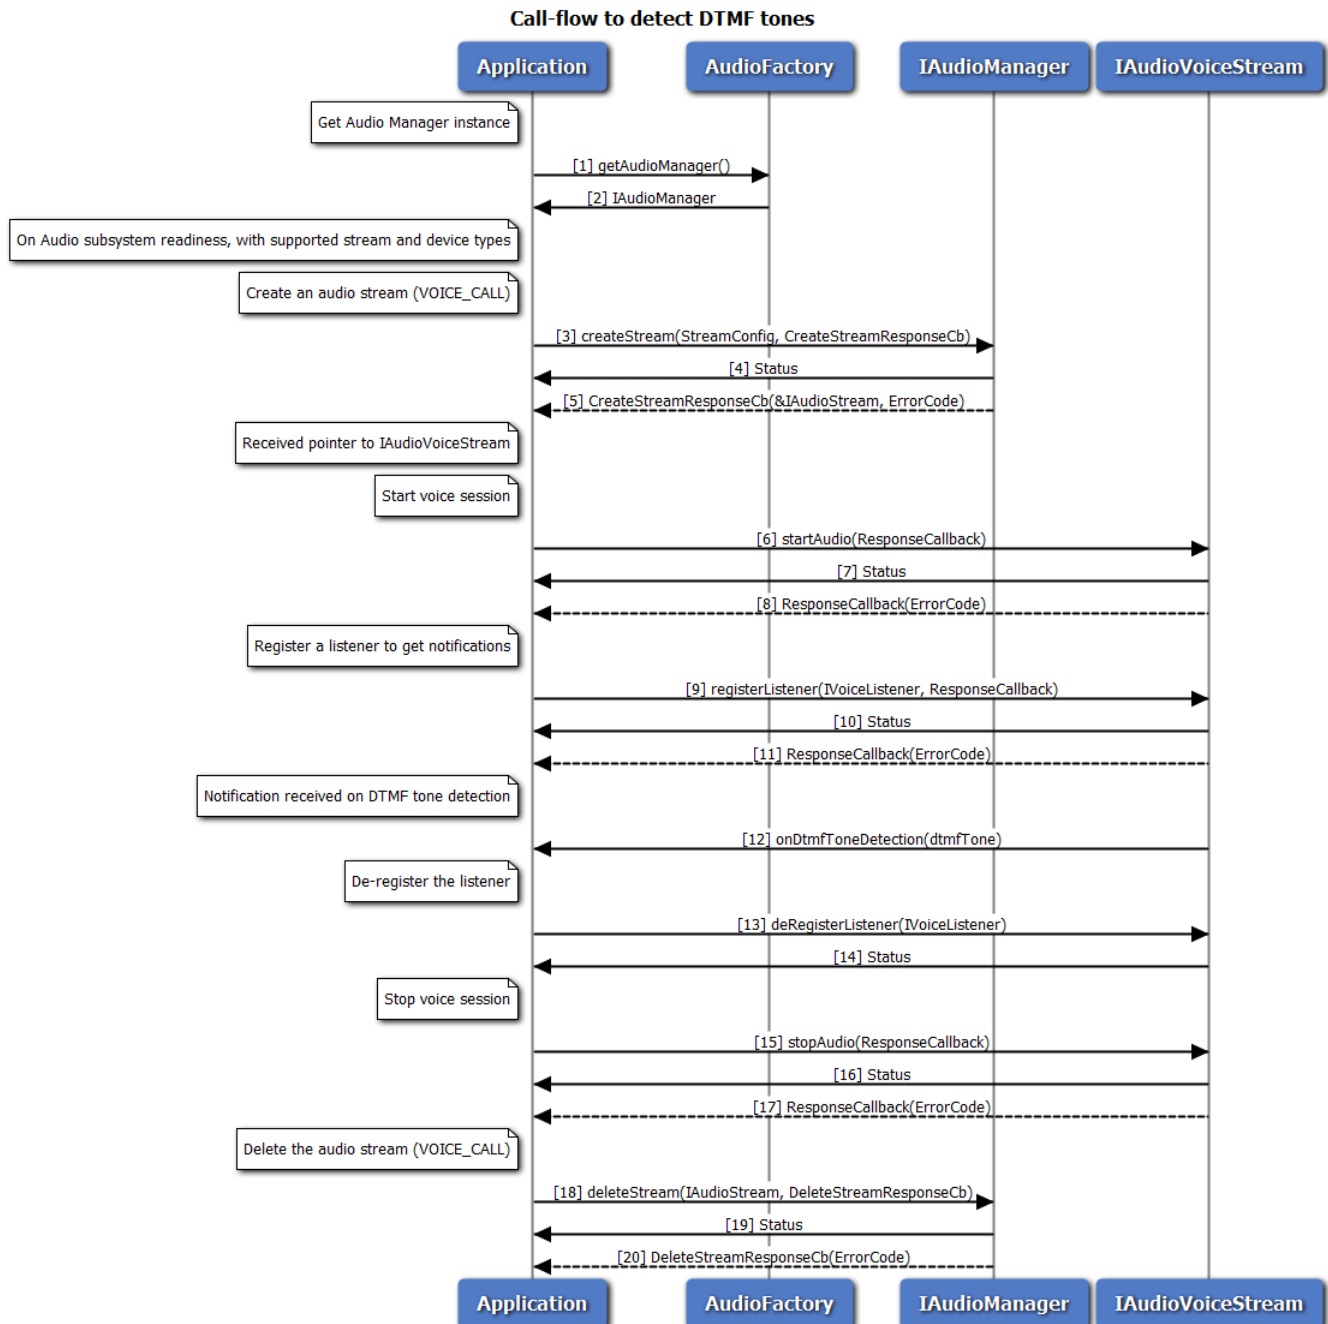 Call-flow to detect DTMF tones
Application
AudioFactory
IAudioManager
IAudioVoiceStream
Get Audio Manager instance
[1] getAudioManager()
[2] IAudioManager
On Audio subsystem readiness, with supported stream and device types
Create an audio stream (VOICE_CALL)
[3] createStream(StreamConfig, CreateStreamResponseCb)
[4] Status
[5] CreateStreamResponseCb(&IAudioStream, ErrorCode)
Received pointer to IAudioVoiceStream
Start voice session
[6] startAudio(ResponseCallback)
[7] Status
[8] ResponseCallback(ErrorCode)
Register a listener to get notifications
[9] registerListener(IVoiceListener, ResponseCallback)
[10] Status
[11] ResponseCallback(ErrorCode)
Notification received on DTMF tone detection
[12] onDtmfToneDetection(dtmfTone)
De-register the listener
[13] deRegisterListener(IVoiceListener)
[14] Status
Stop voice session
[15] stopAudio(ResponseCallback)
[16] Status
[17] ResponseCallback(ErrorCode)
Delete the audio stream (VOICE_CALL)
[18] deleteStream(IAudioStream, DeleteStreamResponseCb)
[19] Status
[20] DeleteStreamResponseCb(ErrorCode)
Application
AudioFactory
IAudioManager
IAudioVoiceStream